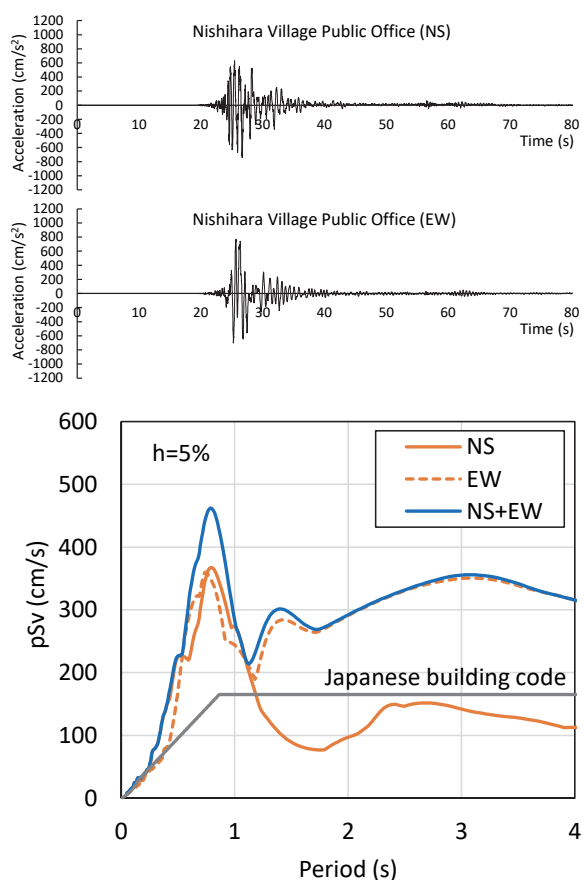 Nishihara Village Public Office (NS)
Acceleration (cm/s²)
1200
1000
800
600
400
200
0
-200
-400
-600
-800
-1000
-1200
0 10 20 30 40 50 60 70 80
Time (s)
Nishihara Village Public Office (EW)
Acceleration (cm/s²)
1200
1000
800
600
400
200
0
-200
-400
-600
-800
-1000
-1200
0 10 20 30 40 50 60 70 80
Time (s)
h=5%
NS
EW
NS+EW
Japanese building code
pSv (cm/s)
600
500
400
300
200
100
0
0 1 2 3 4
Period (s)